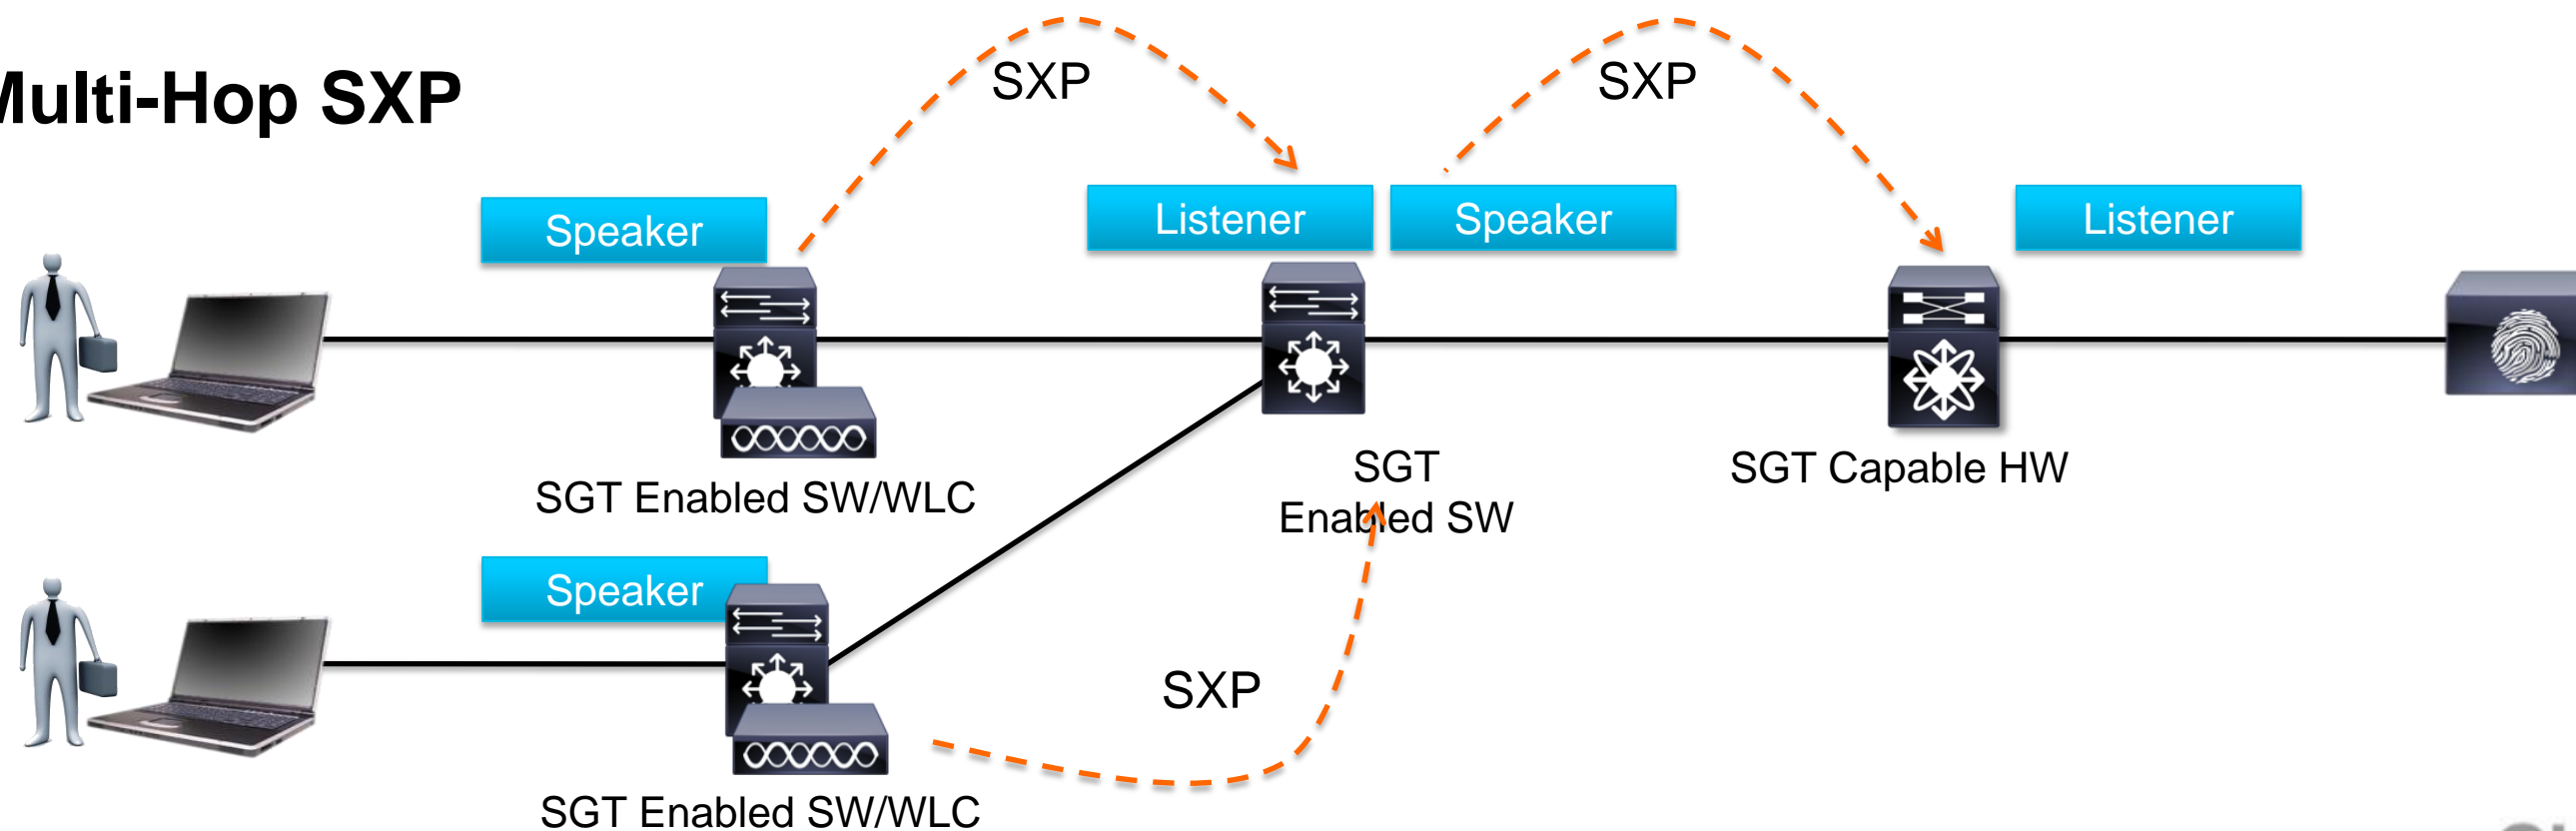 Multi-Hop SXP
SXP
SXP
Speaker
Listener
Speaker
Listener
SGT Enabled SW/WLC
SGT
Enabled SW
SGT Capable HW
Speaker
SXP
SGT Enabled SW/WLC